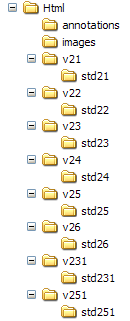 Html
annotations
images
v21
std21
v22
std22
v23
std23
v24
std24
v25
std25
v26
std26
v231
std231
v251
std251